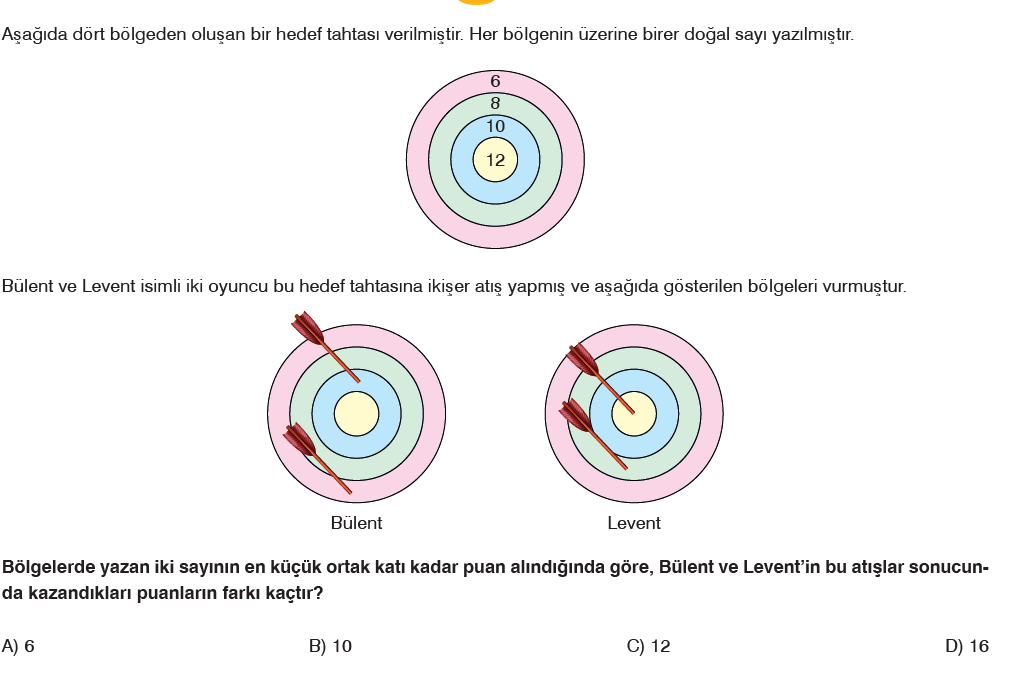 Aşağıda dört bölgeden oluşan bir hedef tahtası verilmiştir. Her bölgenin üzerine birer doğal sayı yazılmıştır.
6
8
10
12
Bülent ve Levent isimli iki oyuncu bu hedef tahtasına ikişer atış yapmış ve aşağıda gösterilen bölgeleri vurmuştur.
Bülent Levent
Bölgelerde yazan iki sayının en küçük ortak katı kadar puan alındığında göre, Bülent ve Levent’in bu atışlar sonucun-
da kazandıkları puanların farkı kaçtır?
A) 6 B) 10 C) 12 D) 16